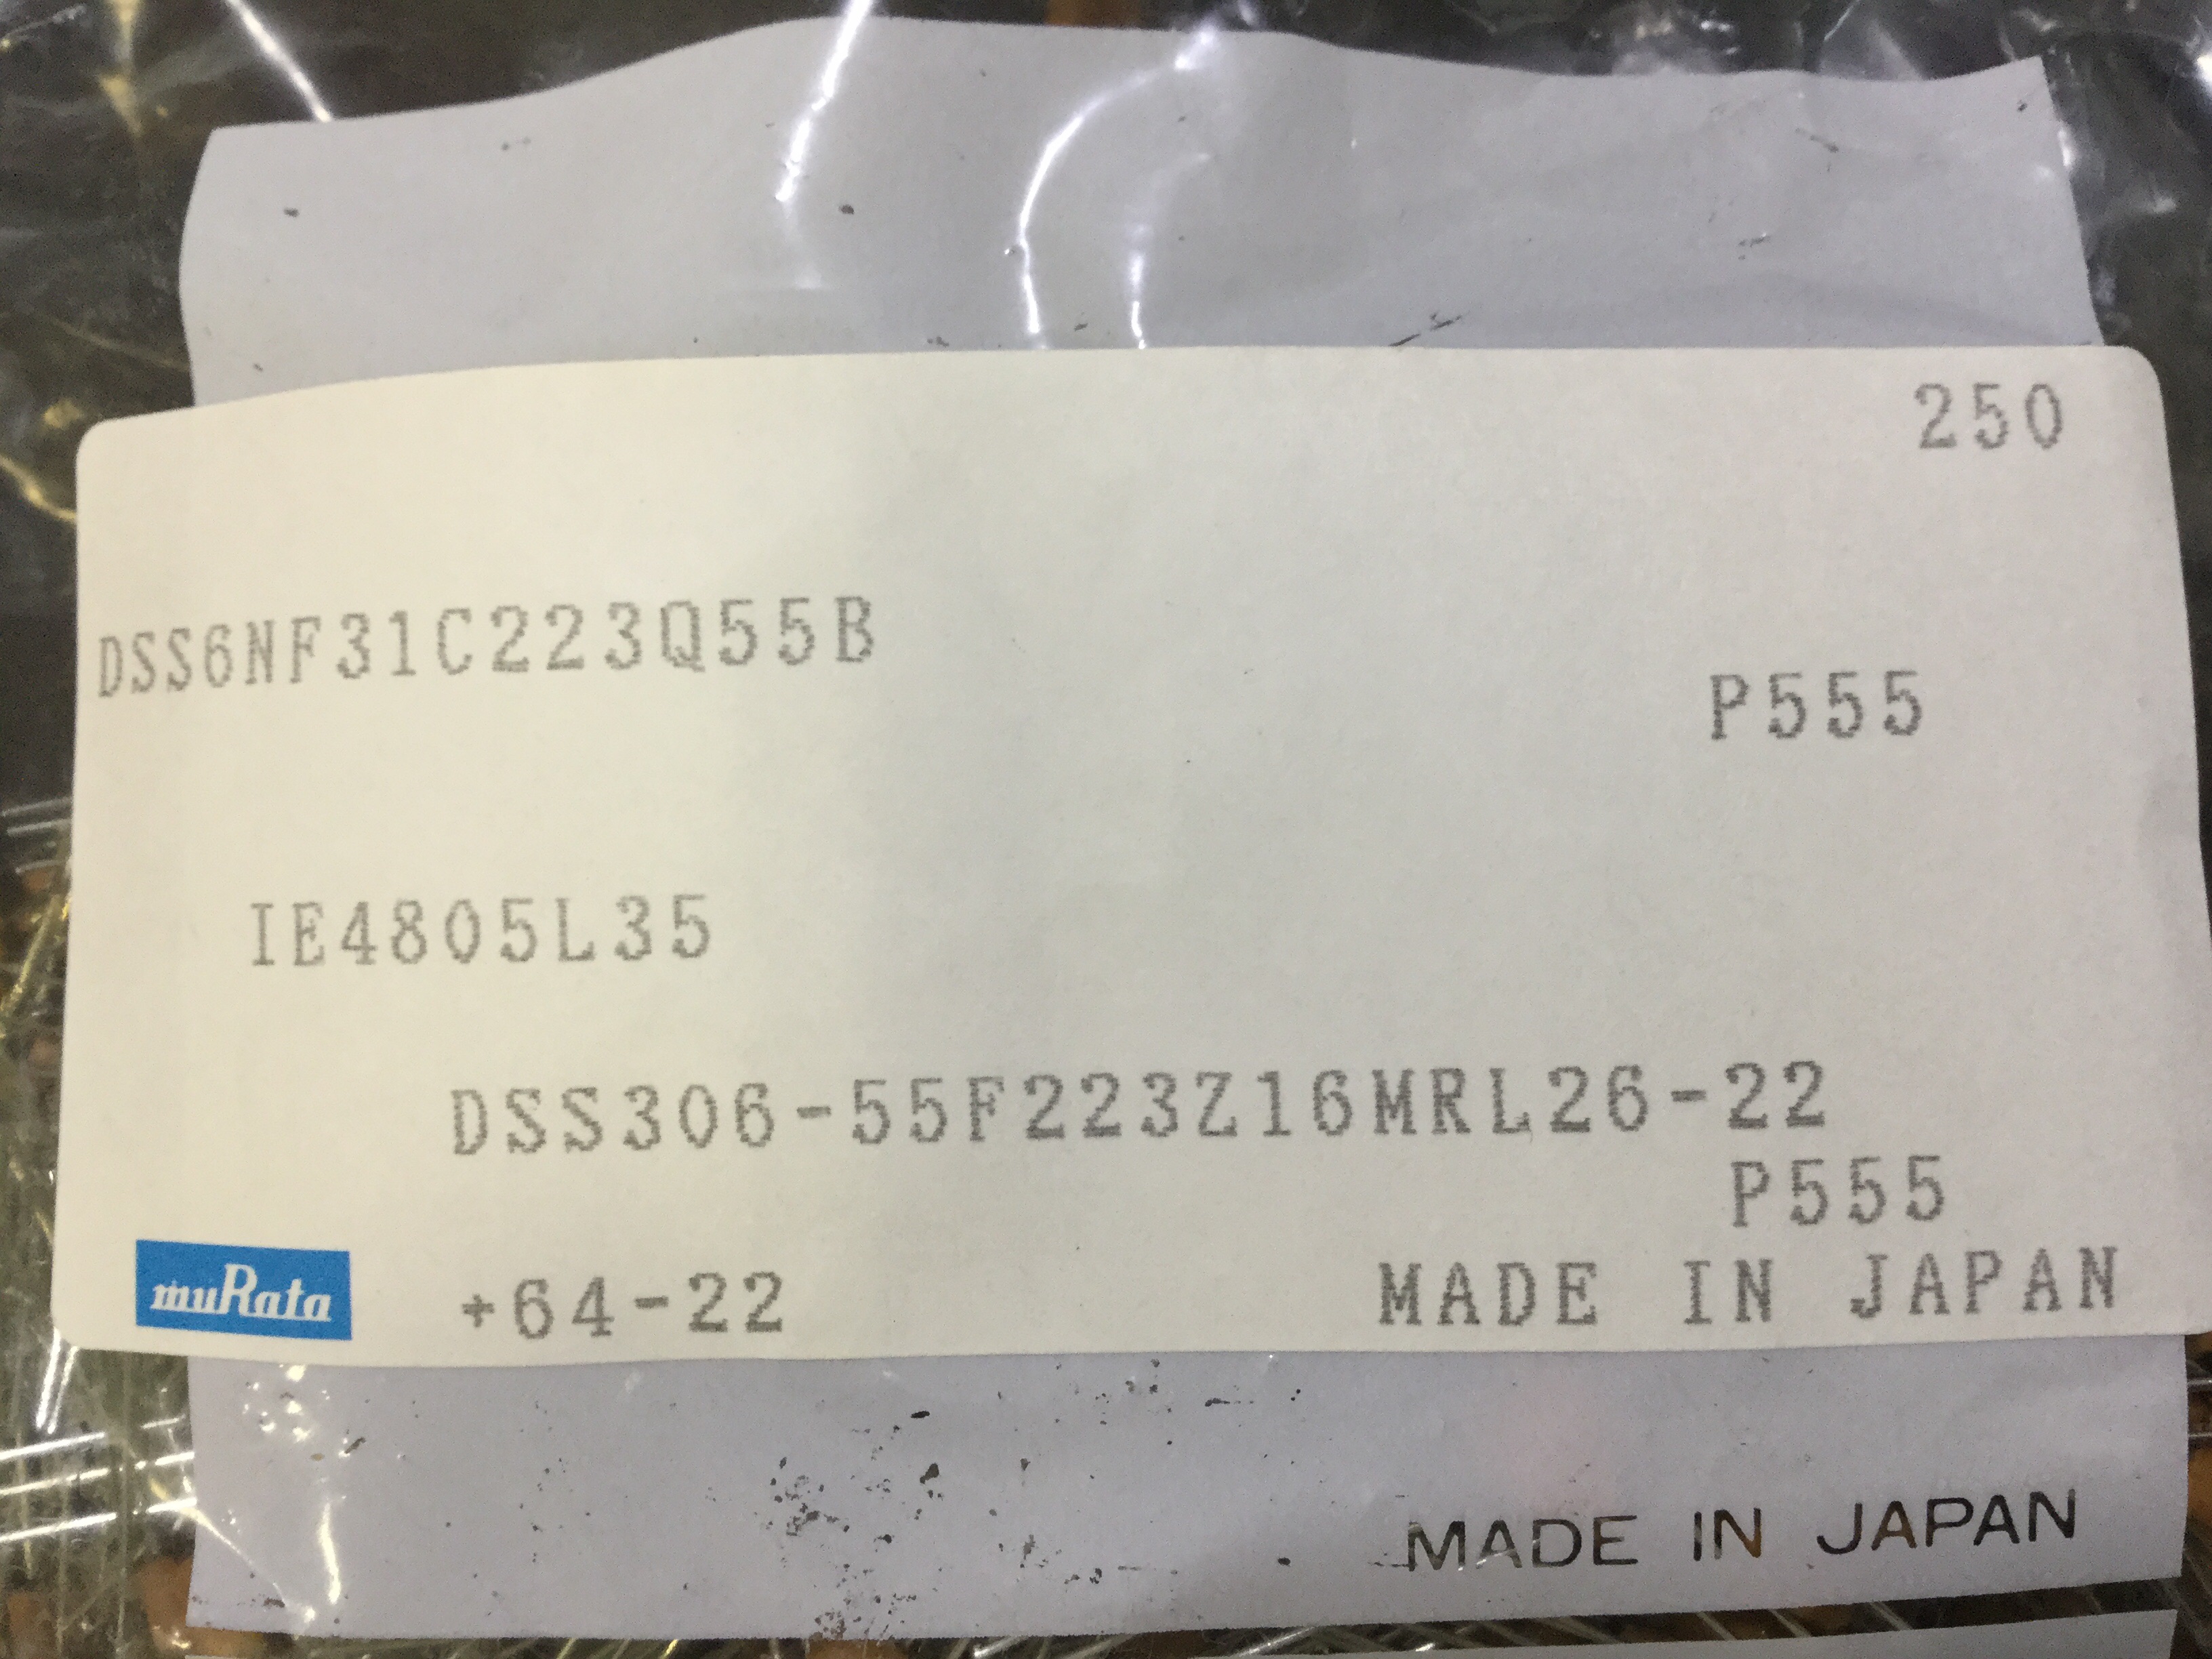 250
DSS6NF31C223Q55B
P555
IE4805L35
DSS306-55F223Z16MRL26-22
P555
muRata +64-22 MADE IN JAPAN
MADE IN JAPAN